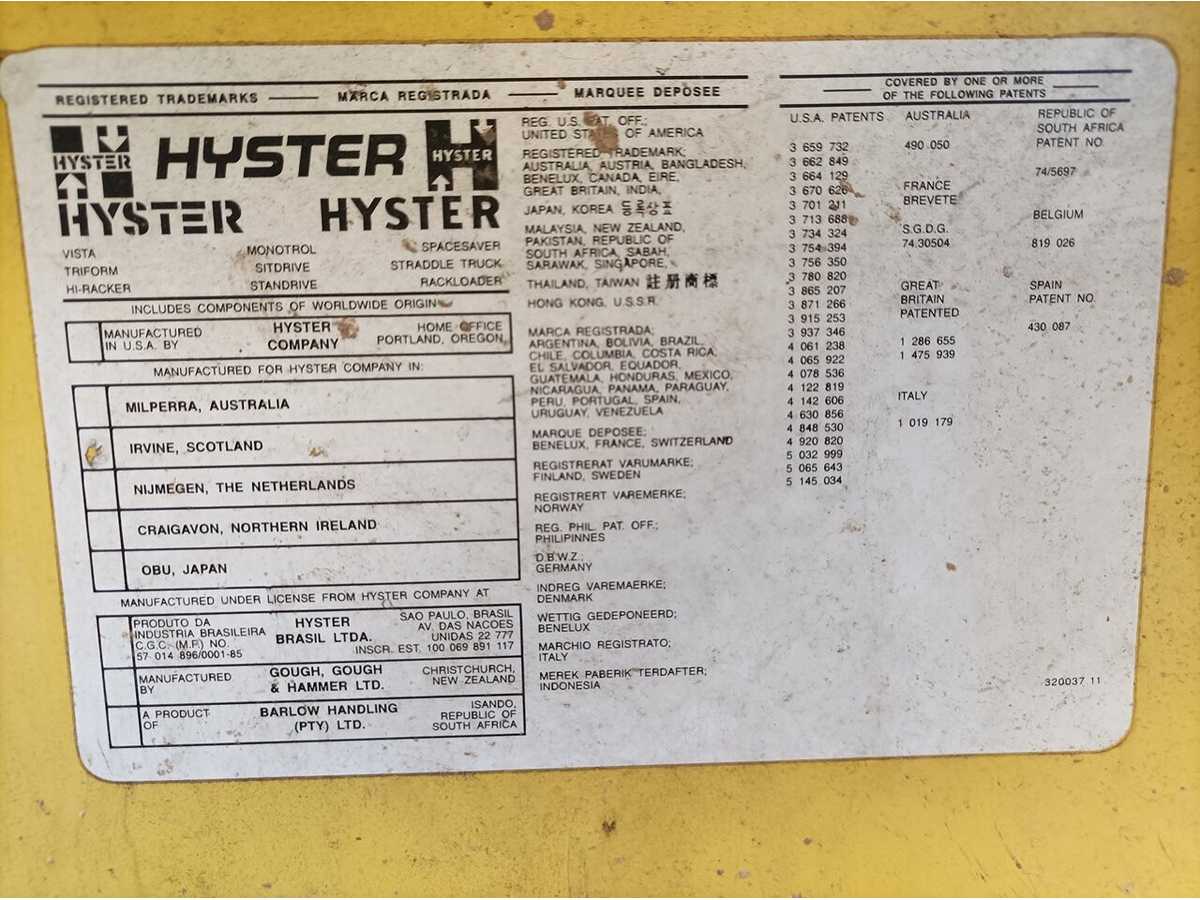 REGISTERED TRADEMARKS — MARCA REGISTRADA — MARQUEE DEPOSEE
HYSTER
HYSTER
HYSTER
HYSTER
HYSTER
VISTA MONOTROL SPACESAVER
TRIFORM SITDRIVE STRADDLE TRUCK
HI-RACKER STANDRIVE RACKLOADER
INCLUDES COMPONENTS OF WORLDWIDE ORIGIN
MANUFACTURED IN U.S.A. BY
HYSTER COMPANY
HOME OFFICE
PORTLAND, OREGON
MANUFACTURED FOR HYSTER COMPANY IN:
MILPERRA, AUSTRALIA
IRVINE, SCOTLAND
NIJMEGEN, THE NETHERLANDS
CRAIGAVON, NORTHERN IRELAND
OBU, JAPAN
MANUFACTURED UNDER LICENSE FROM HYSTER COMPANY AT
PRODUTO DA
INDUSTRIA BRASILEIRA
C.G.C. (M.F.) NO.
57 014 896/0001-85
HYSTER
BRASIL LTDA.
SAO PAULO, BRASIL
AV. DAS NACOES
UNIDAS 22 777
INSCR. EST. 100 069 891 117
MANUFACTURED
BY
GOUGH, GOUGH
& HAMMER LTD.
CHRISTCHURCH,
NEW ZEALAND
A PRODUCT
OF
BARLOW HANDLING
(PTY) LTD.
ISANDO,
REPUBLIC OF
SOUTH AFRICA
REG. U.S. PAT. OFF.;
UNITED STATES OF AMERICA
REGISTERED TRADEMARK;
AUSTRALIA, AUSTRIA, BANGLADESH,
BENELUX, CANADA, EIRE,
GREAT BRITAIN, INDIA,
JAPAN, KOREA 등록상표
MALAYSIA, NEW ZEALAND,
PAKISTAN, REPUBLIC OF
SOUTH AFRICA, SABAH,
SARAWAK, SINGAPORE,
THAILAND, TAIWAN 註册商標
HONG KONG, U.S.S.R.
MARCA REGISTRADA;
ARGENTINA, BOLIVIA, BRAZIL,
CHILE, COLUMBIA, COSTA RICA,
EL SALVADOR, EQUADOR,
GUATEMALA, HONDURAS, MEXICO,
NICARAGUA, PANAMA, PARAGUAY,
PERU, PORTUGAL, SPAIN,
URUGUAY, VENEZUELA
MARQUE DEPOSEE;
BENELUX, FRANCE, SWITZERLAND
REGISTRERAT VARUMARKE;
FINLAND, SWEDEN
REGISTRERT VAREMERKE;
NORWAY
REG. PHIL. PAT. OFF.;
PHILIPINNES
D.B.W.Z.;
GERMANY
INDREG VAREMAERKE;
DENMARK
WETTIG GEDEPONEERD;
BENELUX
MARCHIO REGISTRATO;
ITALY
MEREK PABERIK TERDAFTER;
INDONESIA
COVERED BY ONE OR MORE
OF THE FOLLOWING PATENTS
U.S.A. PATENTS
3 659 732
3 662 849
3 664 129
3 670 626
3 701 211
3 713 688
3 734 324
3 754 394
3 756 350
3 780 820
3 865 207
3 871 266
3 915 253
3 937 346
4 061 238
4 065 922
4 078 536
4 122 819
4 142 606
4 630 856
4 848 530
4 920 820
5 032 999
5 065 643
5 145 034
AUSTRALIA
490 050
FRANCE
BREVETE
S.G.D.G.
74.30504
GREAT
BRITAIN
PATENTED
1 286 655
1 475 939
ITALY
1 019 179
REPUBLIC OF
SOUTH AFRICA
PATENT NO.
74/5697
BELGIUM
819 026
SPAIN
PATENT NO.
430 087
320037 11